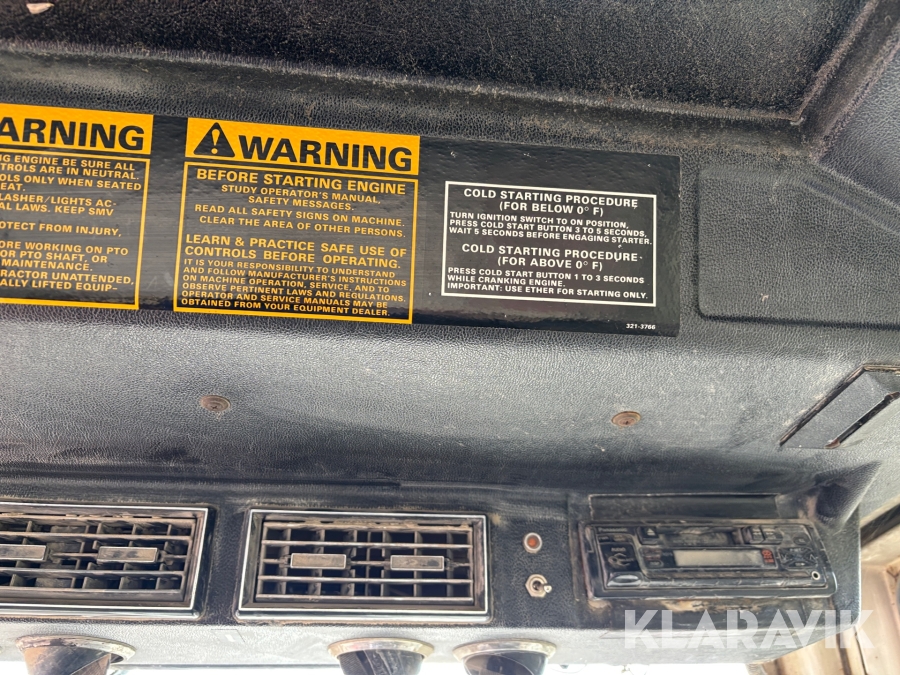 ARNING
NG ENGINE BE SURE ALL
TROLS ARE IN NEUTRAL.
OLS ONLY WHEN SEATED
EAT.
LASHER/LIGHTS AC-
AL LAWS. KEEP SMV
OTECT FROM INJURY,
ORE WORKING ON PTO
OR PTO SHAFT, OR
MAINTENANCE.
RACTOR UNATTENDED,
ALLY LIFTED EQUIP-
WARNING
BEFORE STARTING ENGINE
STUDY OPERATOR'S MANUAL.
SAFETY MESSAGES.
READ ALL SAFETY SIGNS ON MACHINE.
CLEAR THE AREA OF OTHER PERSONS.
LEARN & PRACTICE SAFE USE OF
CONTROLS BEFORE OPERATING.
IT IS YOUR RESPONSIBILITY TO UNDERSTAND
AND FOLLOW MANUFACTURER'S INSTRUCTIONS
ON MACHINE OPERATION, SERVICE, AND TO
OBSERVE PERTINENT LAWS AND REGULATIONS.
OPERATOR AND SERVICE MANUALS MAY BE
OBTAINED FROM YOUR EQUIPMENT DEALER.
COLD STARTING PROCEDURE
(FOR BELOW 0° F)
TURN IGNITION SWITCH TO ON POSITION,
PRESS COLD START BUTTON 3 TO 5 SECONDS,
WAIT 5 SECONDS BEFORE ENGAGING STARTER.
COLD STARTING PROCEDURE
(FOR ABOVE 0° F)
PRESS COLD START BUTTON 1 TO 3 SECONDS
WHILE CRANKING ENGINE.
IMPORTANT: USE ETHER FOR STARTING ONLY.
321-3766
KLARAVIK